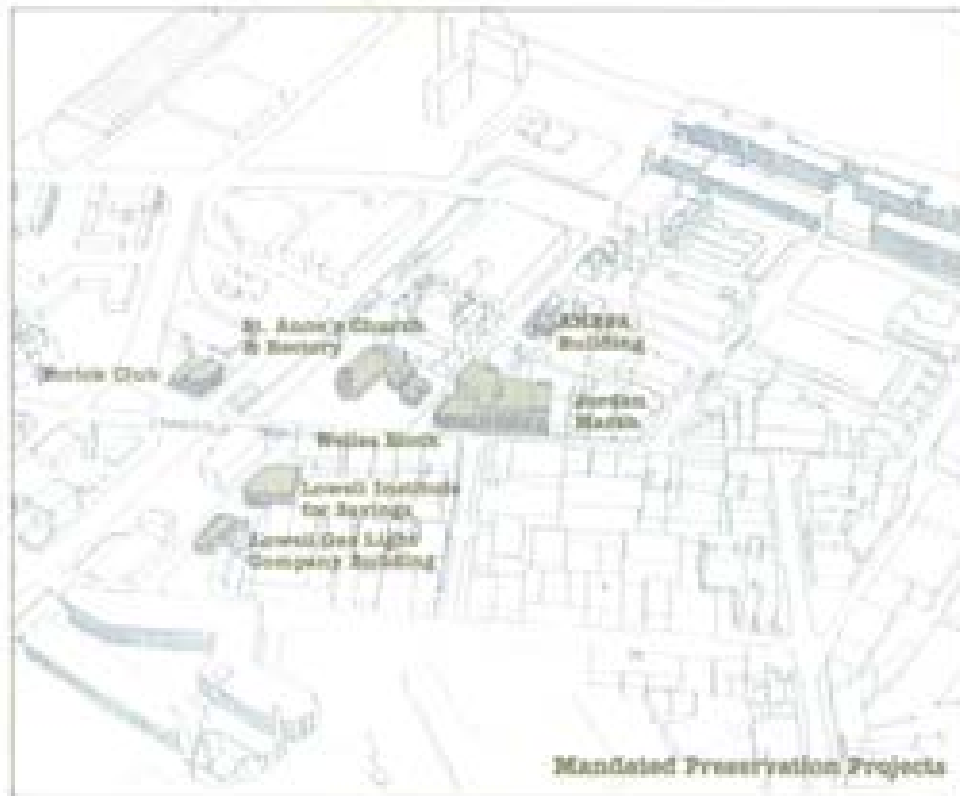 St. Anne's Church
& Rectory
Club
Building
Jordan
Marsh
Welles Block
Lowell Institute
for Savings
Lowell Gas Light
Company Building
Mandated Preservation Projects